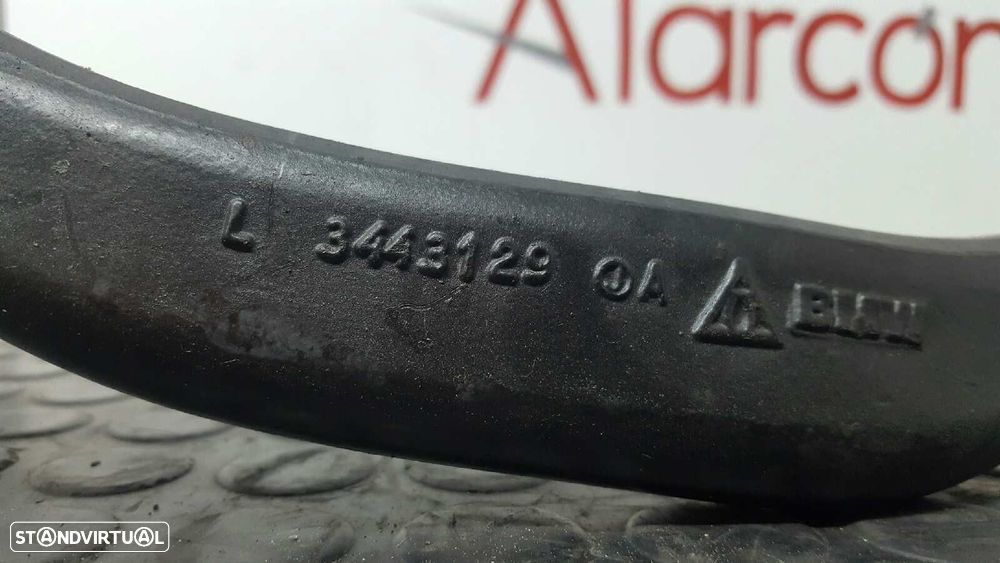 Alarcon
L 3443129 A BMW
STANDVIRTUAL